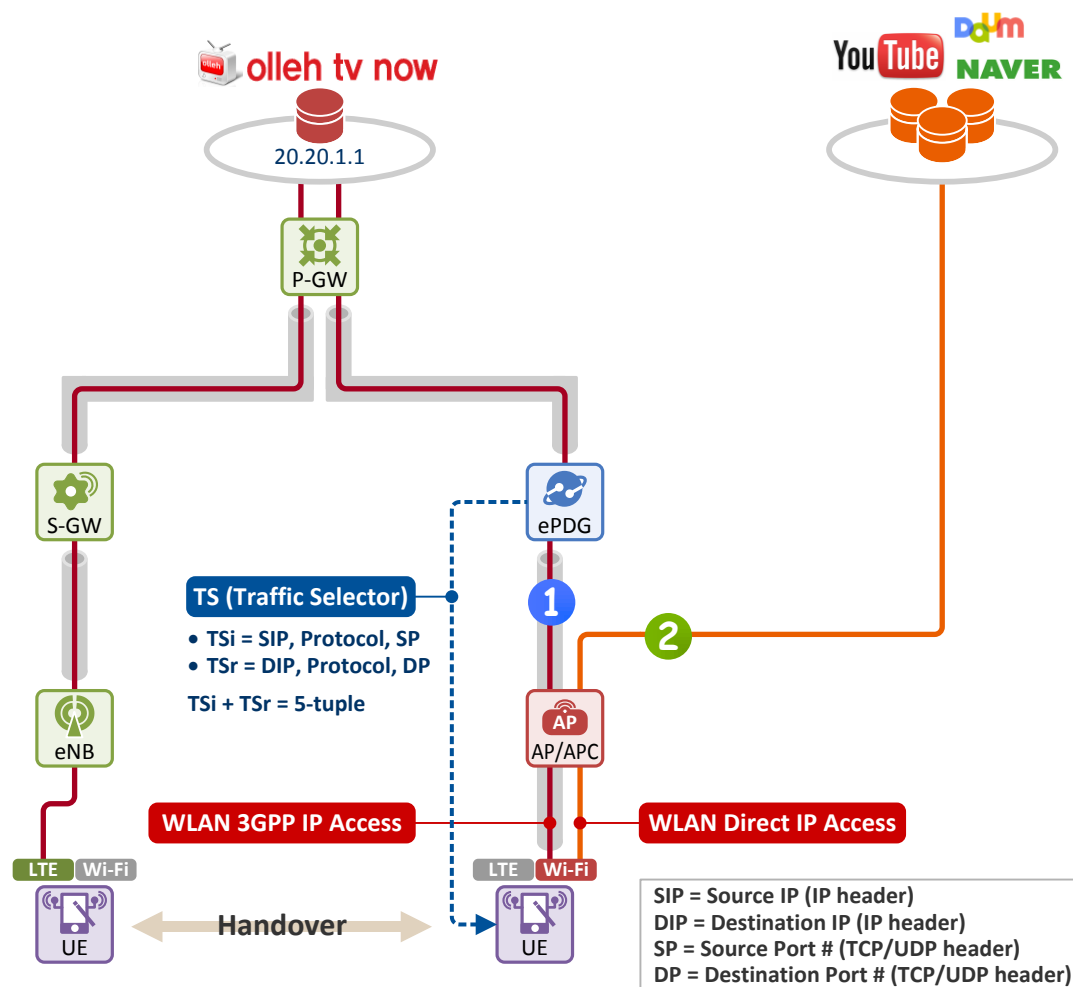 olleh
olleh tv now
20.20.1.1
YouTube
Daum
NAVER
P-GW
S-GW
ePDG
TS (Traffic Selector)
• TSi = SIP, Protocol, SP
• TSr = DIP, Protocol, DP
TSi + TSr = 5-tuple
1
2
eNB
AP
AP/APC
WLAN 3GPP IP Access
WLAN Direct IP Access
LTE
Wi-Fi
LTE
Wi-Fi
UE
Handover
UE
SIP = Source IP (IP header)
DIP = Destination IP (IP header)
SP = Source Port # (TCP/UDP header)
DP = Destination Port # (TCP/UDP header)